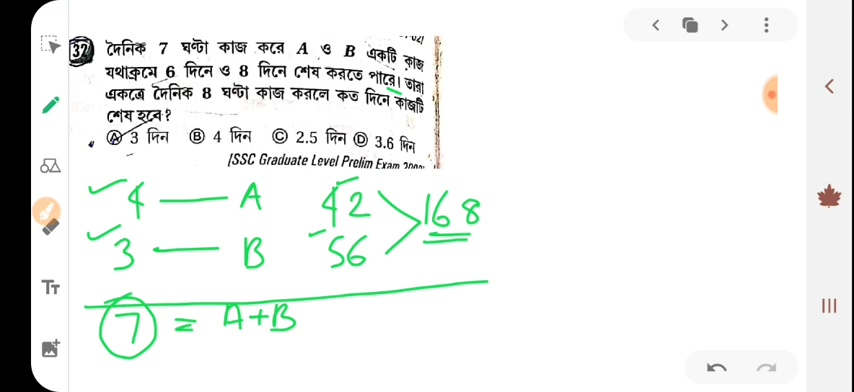 37 দৈনিক 7 ঘণ্টা কাজ করে A ও B একটি কাজ
যথাক্রমে 6 দিনে ও 8 দিনে শেষ করতে পারে। তারা
একত্রে দৈনিক 8 ঘণ্টা কাজ করলে কত দিনে কাজটি
শেষ হবে?
Ⓐ 3 দিন Ⓑ 4 দিন Ⓒ 2.5 দিন Ⓓ 3.6 দিন
[SSC Graduate Level Prelim Exam
4 — A 42
168
3 — B 56
7 = A+B